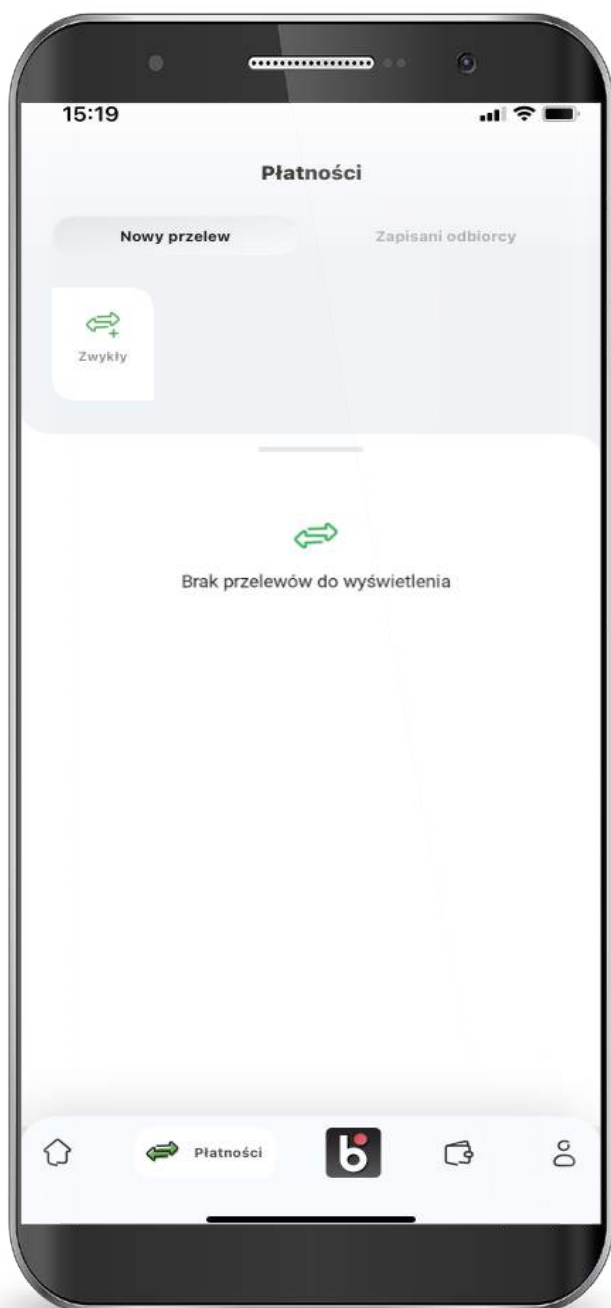 15:19
Płatności
Nowy przelew
Zapisani odbiorcy
Zwykły
Brak przelewów do wyświetlenia
Płatności
b